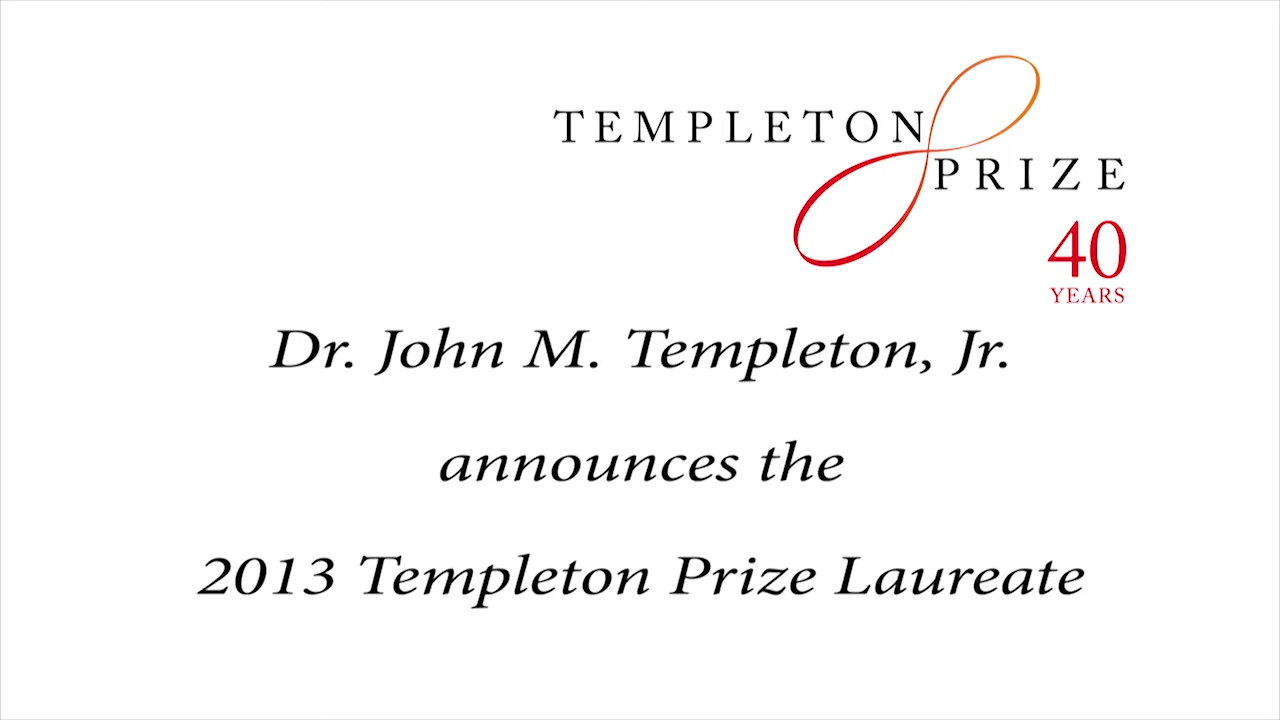 TEMPLETON
PRIZE
40
YEARS
Dr. John M. Templeton, Jr.
announces the
2013 Templeton Prize Laureate